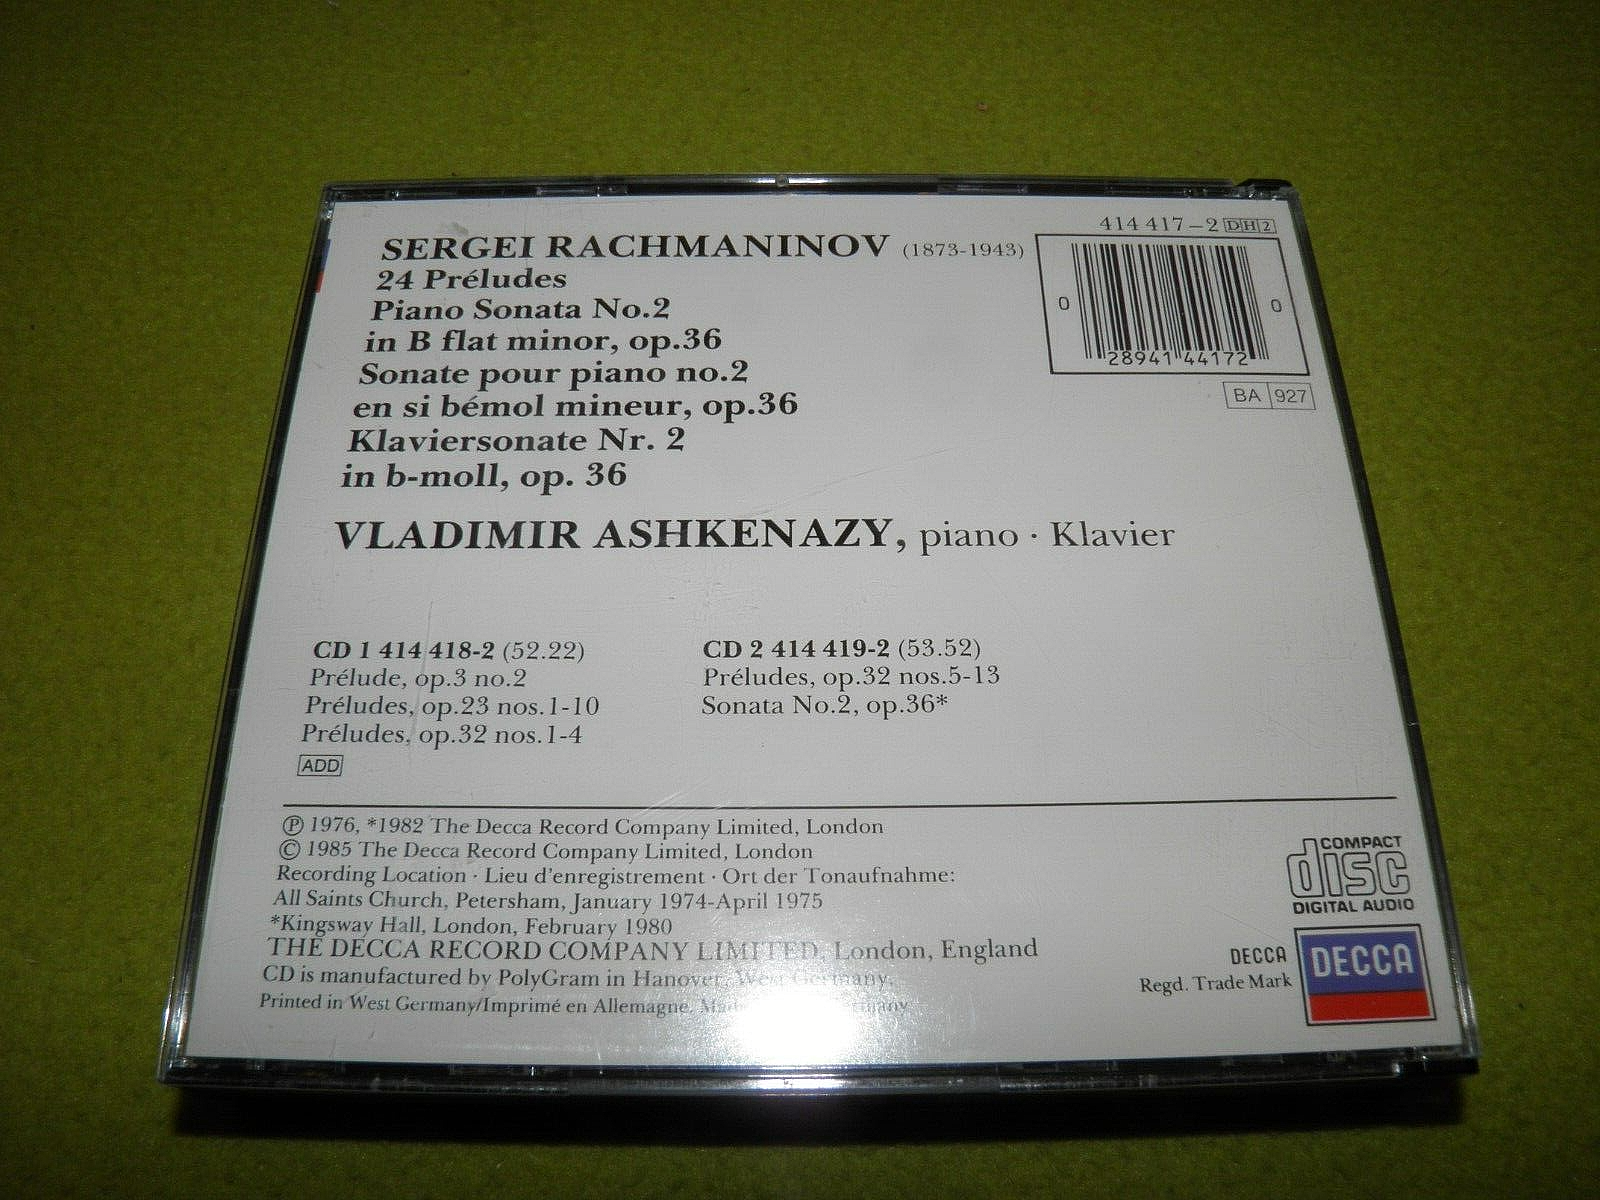 SERGEI RACHMANINOV (1873-1943)
24 Préludes
Piano Sonata No.2
in B flat minor, op.36
Sonate pour piano no.2
en si bémol mineur, op.36
Klaviersonate Nr. 2
in b-moll, op. 36
VLADIMIR ASHKENAZY, piano · Klavier
414 417-2 DH2
0 28941 44172 0
BA 927
CD 1 414 418-2 (52.22)
Prélude, op.3 no.2
Préludes, op.23 nos.1-10
Préludes, op.32 nos.1-4
ADD
CD 2 414 419-2 (53.52)
Préludes, op.32 nos.5-13
Sonata No.2, op.36*
Ⓟ 1976, *1982 The Decca Record Company Limited, London
© 1985 The Decca Record Company Limited, London
Recording Location · Lieu d'enregistrement · Ort der Tonaufnahme:
All Saints Church, Petersham, January 1974-April 1975
*Kingsway Hall, London, February 1980
THE DECCA RECORD COMPANY LIMITED, London, England
CD is manufactured by PolyGram in Hanover, West Germany.
Printed in West Germany/Imprimé en Allemagne.
COMPACT
disc
DIGITAL AUDIO
DECCA
Regd. Trade Mark
DECCA